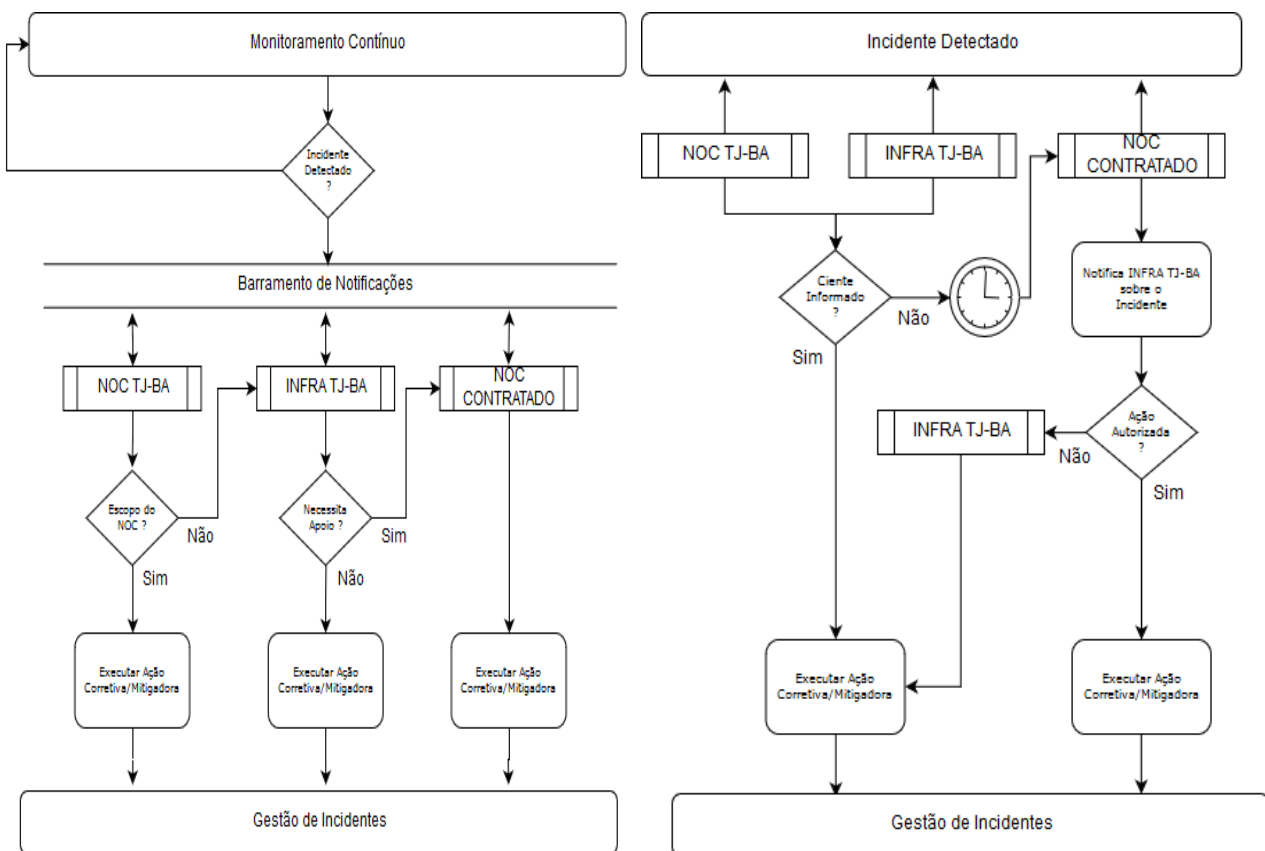 Monitoramento Contínuo
Incidente
Detectado
?
Barramento de Notificações
NOC TJ-BA
INFRA TJ-BA
NOC
CONTRATADO
Escopo do
NOC ?
Não
Necessita
Apoio ?
Sim
Sim
Não
Executar Ação
Corretiva/Mitigadora
Executar Ação
Corretiva/Mitigadora
Executar Ação
Corretiva/Mitigadora
Gestão de Incidentes
Incidente Detectado
NOC TJ-BA
INFRA TJ-BA
NOC
CONTRATADO
Ciente
Informado
?
Não
Notifica INFRA TJ-BA
sobre o
Incidente
Sim
INFRA TJ-BA
Ação
Autorizada
?
Não
Sim
Executar Ação
Corretiva/Mitigadora
Executar Ação
Corretiva/Mitigadora
Gestão de Incidentes